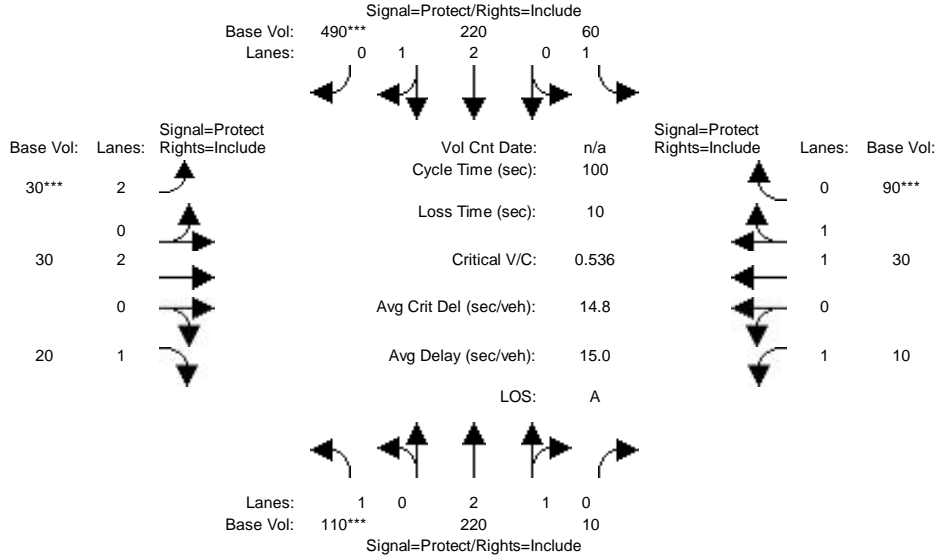 Signal=Protect/Rights=Include
Base Vol: 490*** 220 60
Lanes: 0 1 2 0 1
Signal=Protect
Base Vol: Lanes: Rights=Include
Vol Cnt Date: n/a
Signal=Protect
Rights=Include Lanes: Base Vol:
Cycle Time (sec): 100
30*** 2
0 90***
Loss Time (sec): 10
0
1
30 2
Critical V/C: 0.536
1 30
0
Avg Crit Del (sec/veh): 14.8
0
20 1
Avg Delay (sec/veh): 15.0
1 10
LOS: A
Lanes: 1 0 2 1 0
Base Vol: 110*** 220 10
Signal=Protect/Rights=Include